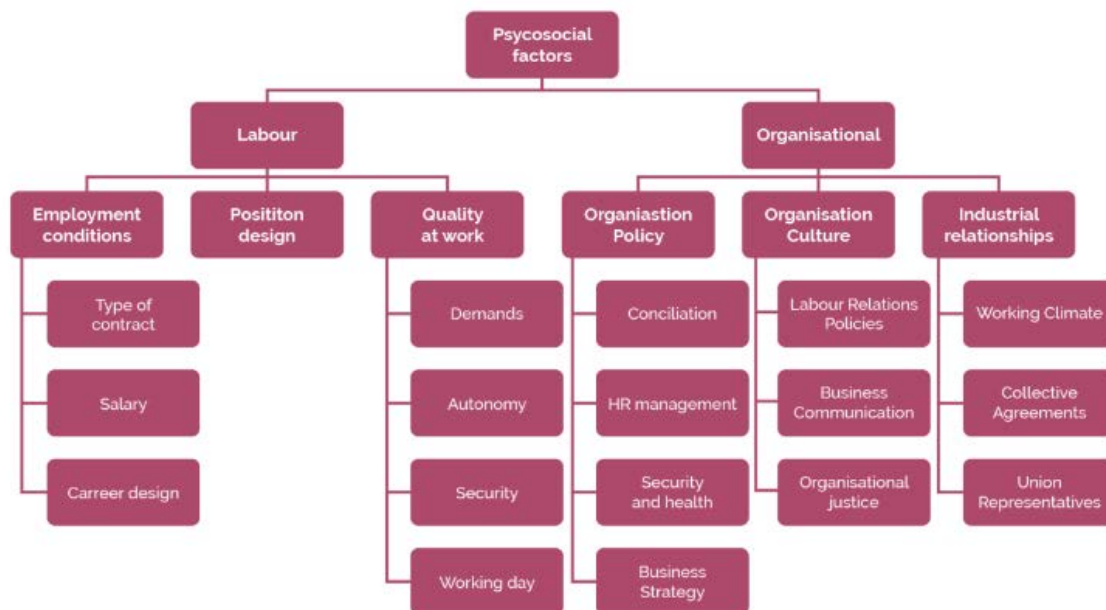 Psycosocial
factors
Labour
Organisational
Employment
conditions
Posititon
design
Quality
at work
Organiastion
Policy
Organisation
Culture
Industrial
relationships
Type of
contract
Demands
Conciliation
Labour Relations
Policies
Working Climate
Salary
Autonomy
HR management
Business
Communication
Collective
Agreements
Carreer design
Security
Security
and health
Organisational
justice
Union
Representatives
Working day
Business
Strategy